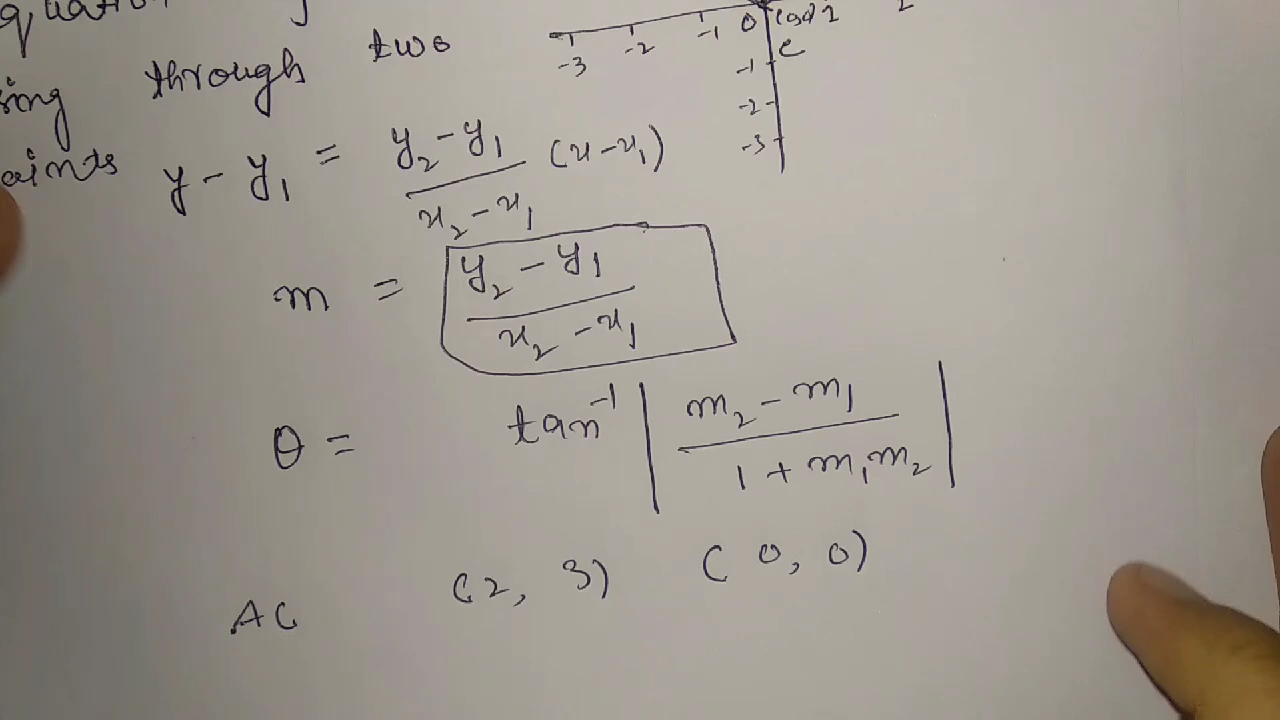 through two
y - y₁ = y₂ - y₁ / x₂ - x₁ (x - x₁)
-3 -2 -1 0
-1
-2
-3
m = y₂ - y₁ / x₂ - x₁
θ = tan⁻¹ | m₂ - m₁ / 1 + m₁m₂ |
AC (2, 3) (0, 0)